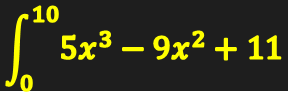 ∫₀¹⁰ 5x³ – 9x² + 11